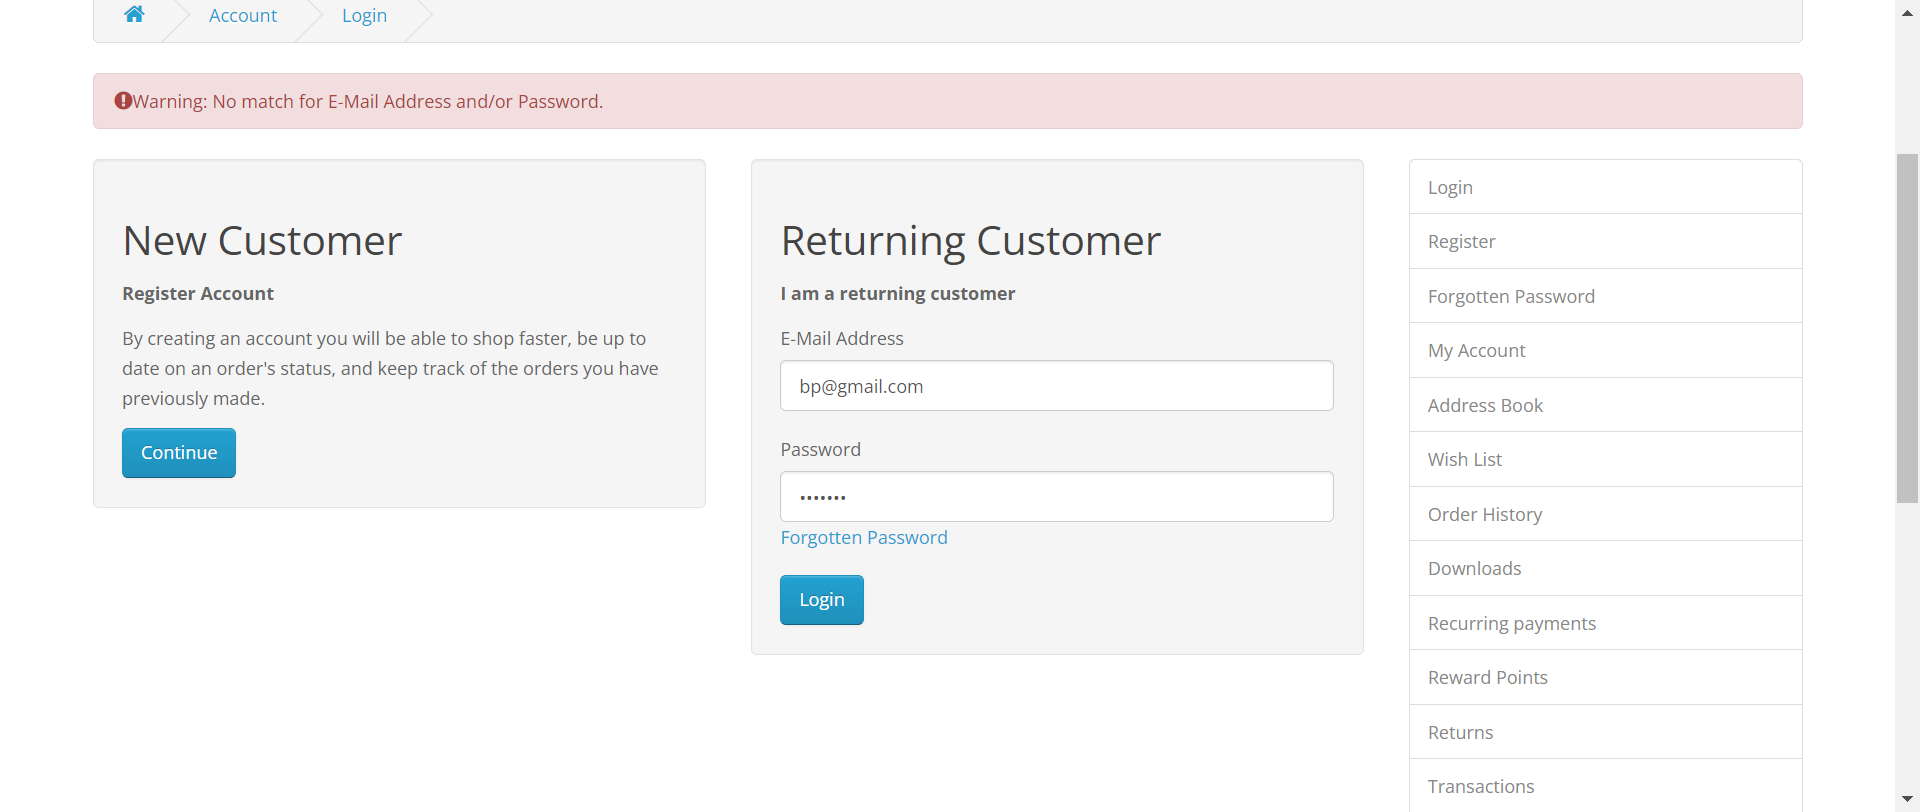 Account
Login
Warning: No match for E-Mail Address and/or Password.
New Customer
Register Account
By creating an account you will be able to shop faster, be up to
date on an order's status, and keep track of the orders you have
previously made.
Continue
Returning Customer
I am a returning customer
E-Mail Address
bp@gmail.com
Password
•••••••
Forgotten Password
Login
Login
Register
Forgotten Password
My Account
Address Book
Wish List
Order History
Downloads
Recurring payments
Reward Points
Returns
Transactions